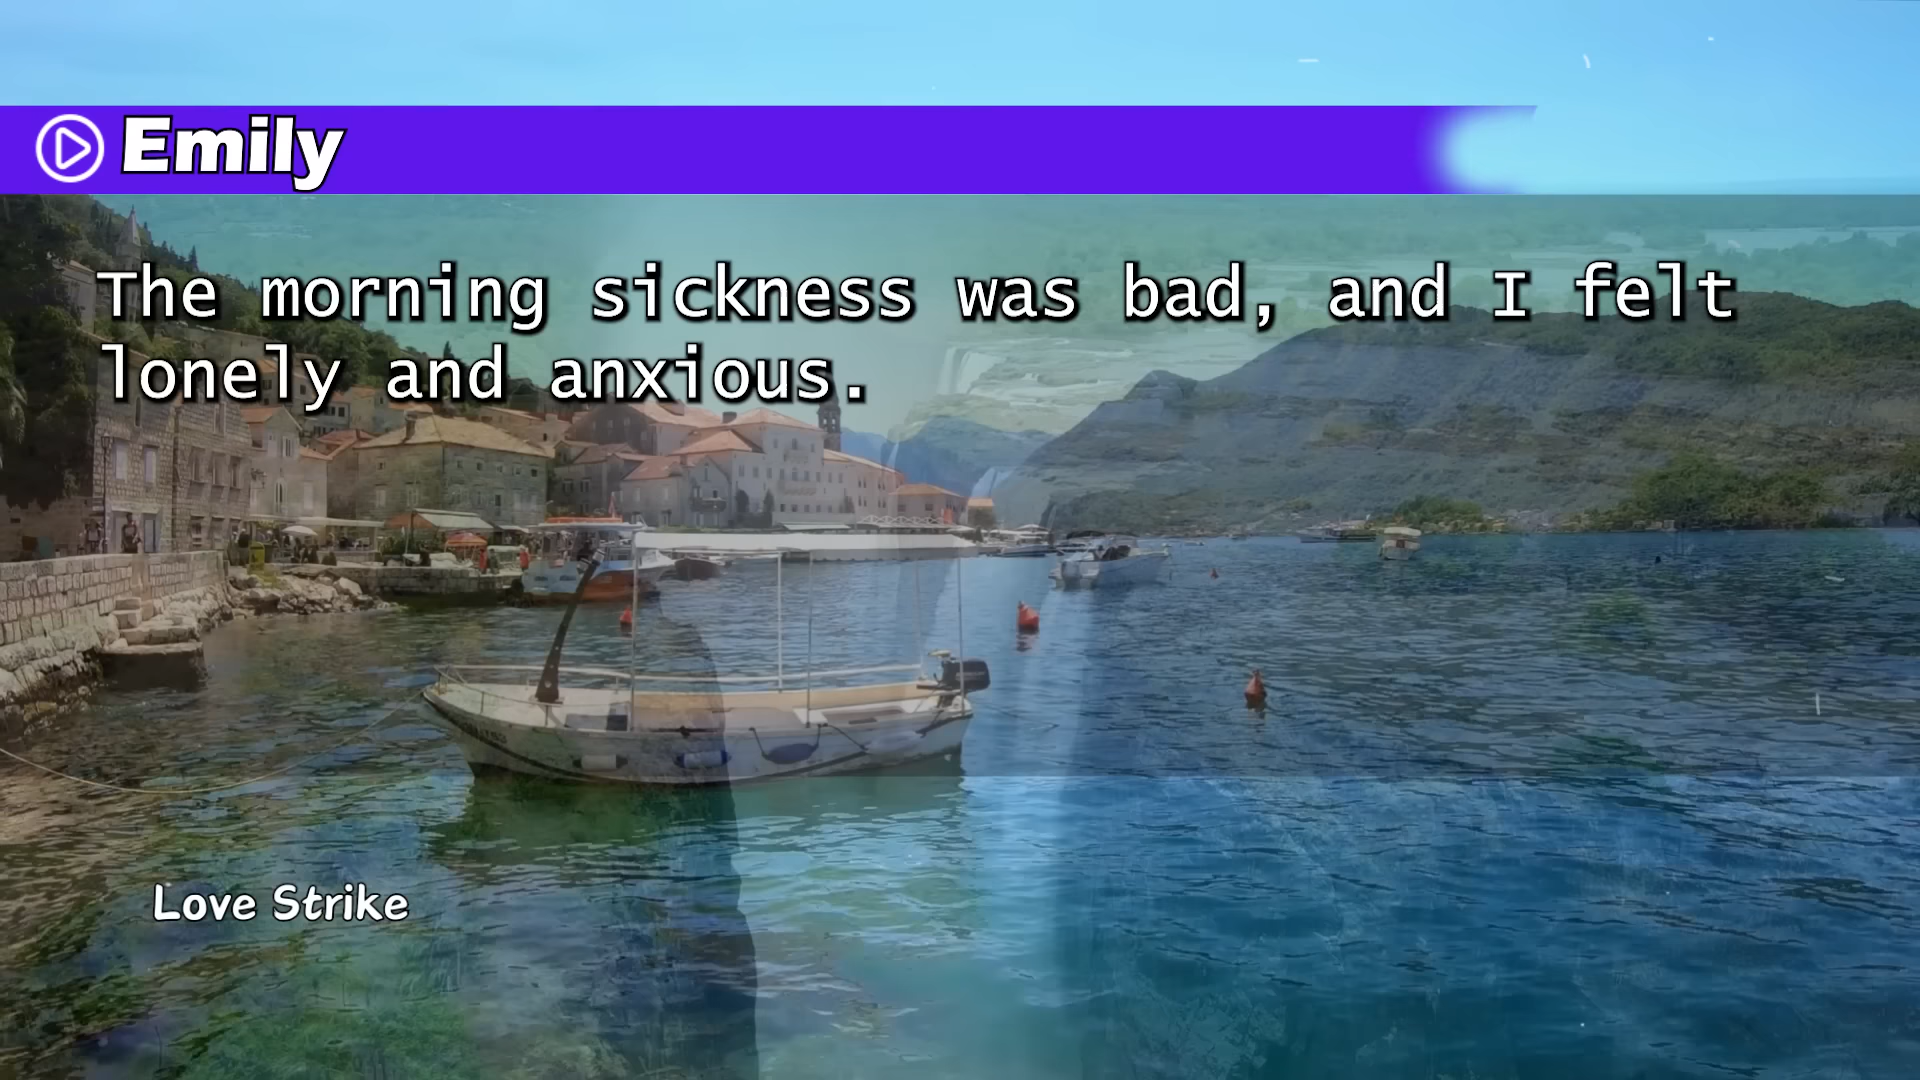 Emily
The morning sickness was bad, and I felt
lonely and anxious.
Love Strike